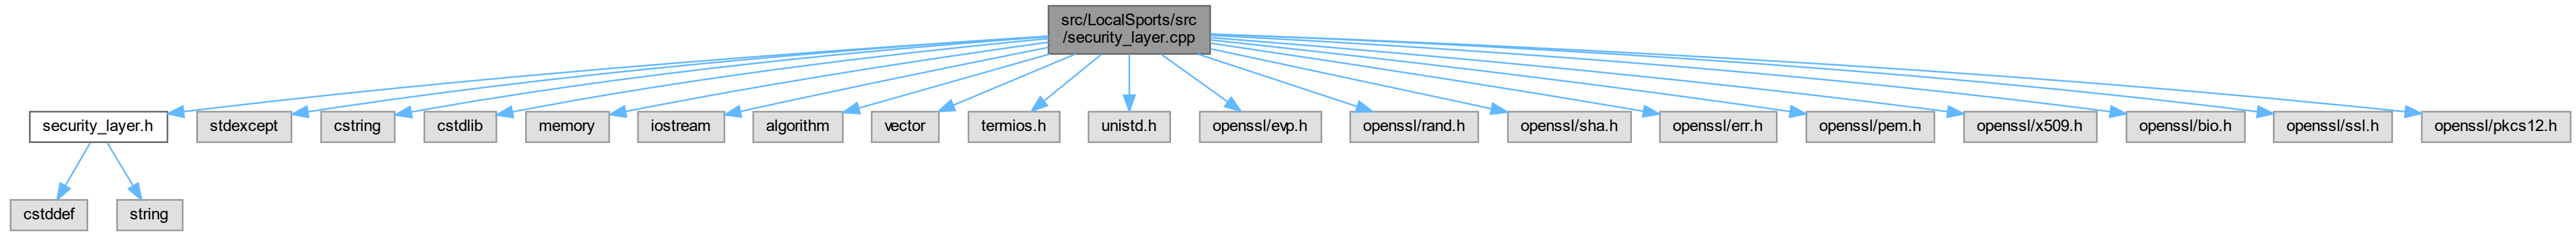 src/LocalSports/src
/security_layer.cpp
security_layer.h
stdexcept
cstring
cstdlib
memory
iostream
algorithm
vector
termios.h
unistd.h
openssl/evp.h
openssl/rand.h
openssl/sha.h
openssl/err.h
openssl/pem.h
openssl/x509.h
openssl/bio.h
openssl/ssl.h
openssl/pkcs12.h
cstddef
string